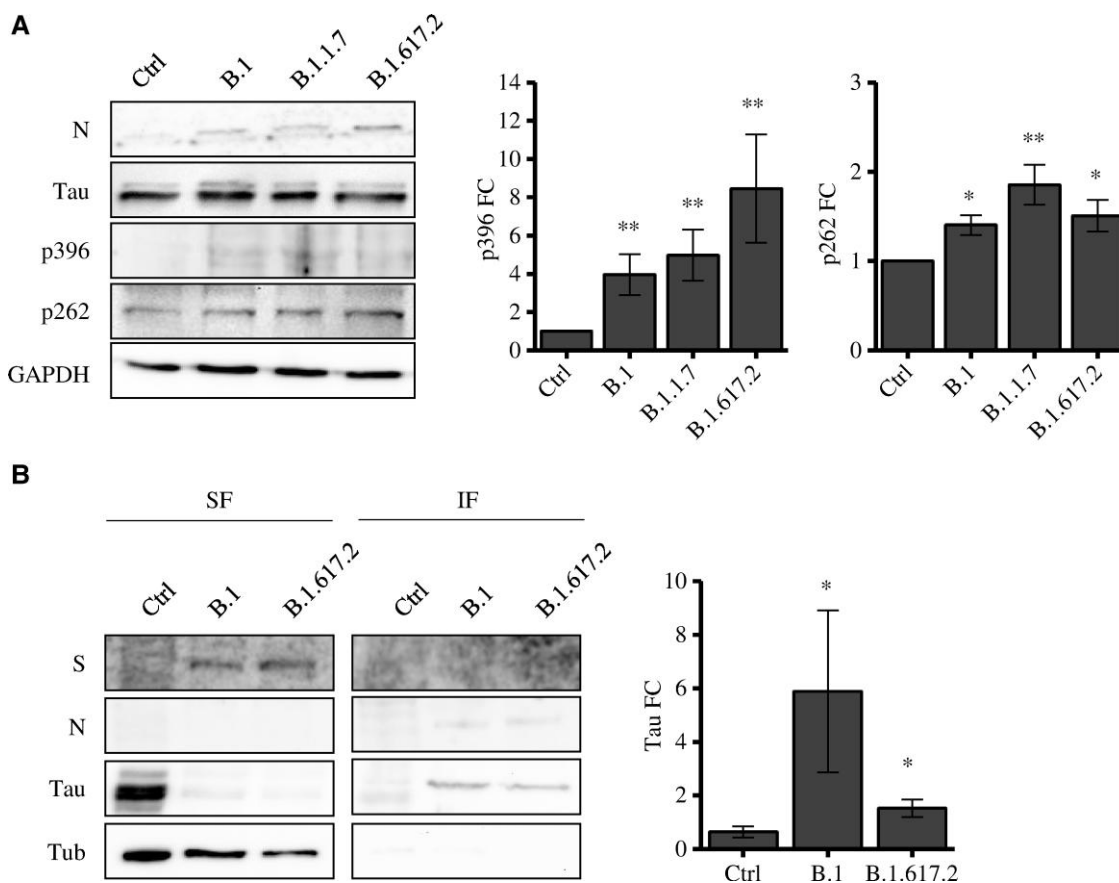 A
Ctrl B.1 B.1.1.7 B.1.617.2
N
Tau
p396
p262
GAPDH
p396 FC
14
12
10
8
6
4
2
0
** ** **
Ctrl B.1 B.1.1.7 B.1.617.2
p262 FC
3
2
1
0
* ** *
Ctrl B.1 B.1.1.7 B.1.617.2
B
SF IF
Ctrl B.1 B.1.617.2 Ctrl B.1 B.1.617.2
S
N
Tau
Tub
Tau FC
10
8
6
4
2
0
* *
Ctrl B.1 B.1.617.2